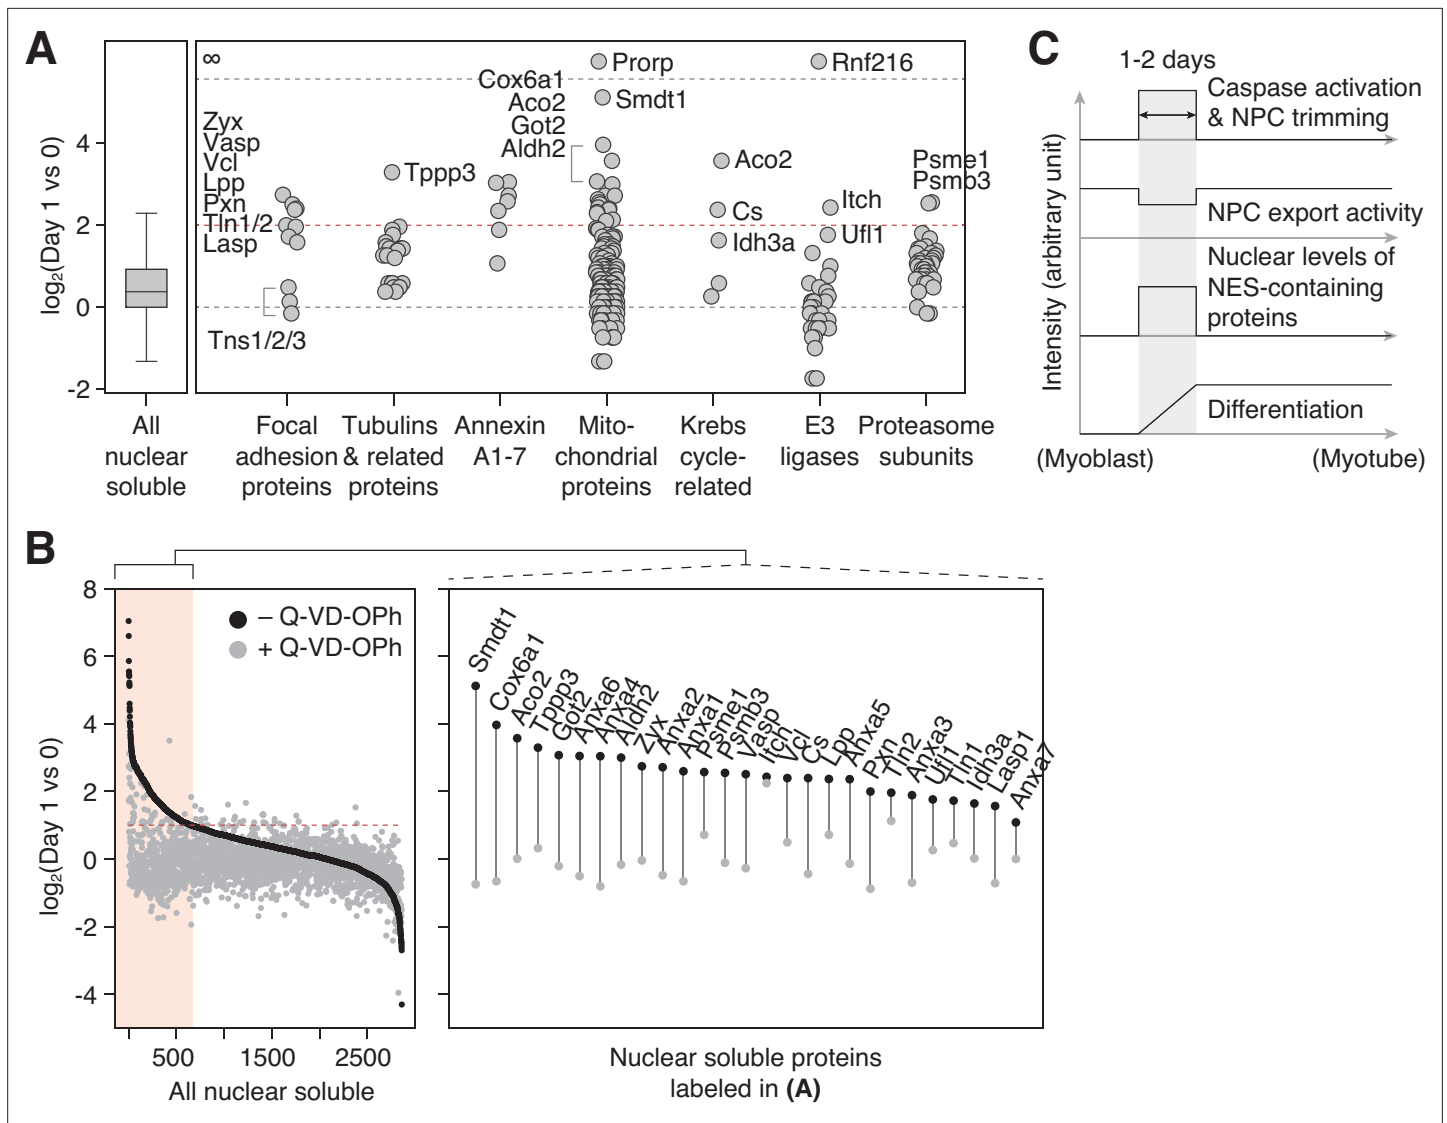 A
log₂(Day 1 vs 0)
4
2
0
-2
∞
Zyx
Vasp
Vcl
Lpp
Pxn
Tln1/2
Lasp
Tns1/2/3
Tppp3
Cox6a1
Aco2
Got2
Aldh2
Prorp
Smdt1
Aco2
Cs
Idh3a
Rnf216
Itch
Ufl1
Psme1
Psmb3
All
nuclear
soluble
Focal
adhesion
proteins
Tubulins
& related
proteins
Annexin
A1-7
Mito-
chondrial
proteins
Krebs
cycle-
related
E3
ligases
Proteasome
subunits
C
1-2 days
Intensity (arbitrary unit)
Caspase activation
& NPC trimming
NPC export activity
Nuclear levels of
NES-containing
proteins
Differentiation
(Myoblast)
(Myotube)
B
log₂(Day 1 vs 0)
8
6
4
2
0
-2
-4
– Q-VD-OPh
+ Q-VD-OPh
500
1500
2500
All nuclear soluble
Smdt1
Cox6a1
Aco2
Tppp3
Got2
Anxa6
Anxa4
Aldh2
Zyx
Anxa2
Anxa1
Psme1
Psmb3
Vasp
Itch
Vcl
Cs
Lpp
Anxa5
Pxn
Tln2
Anxa3
Ufl1
Tln1
Idh3a
Lasp1
Anxa7
Nuclear soluble proteins
labeled in (A)